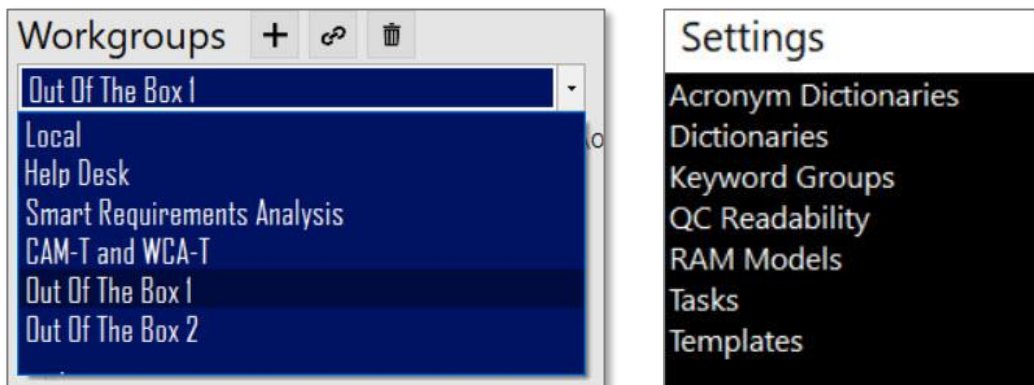 Workgroups
Out Of The Box 1
Local
Help Desk
Smart Requirements Analysis
CAM-T and WCA-T
Out Of The Box 1
Out Of The Box 2
Settings
Acronym Dictionaries
Dictionaries
Keyword Groups
QC Readability
RAM Models
Tasks
Templates